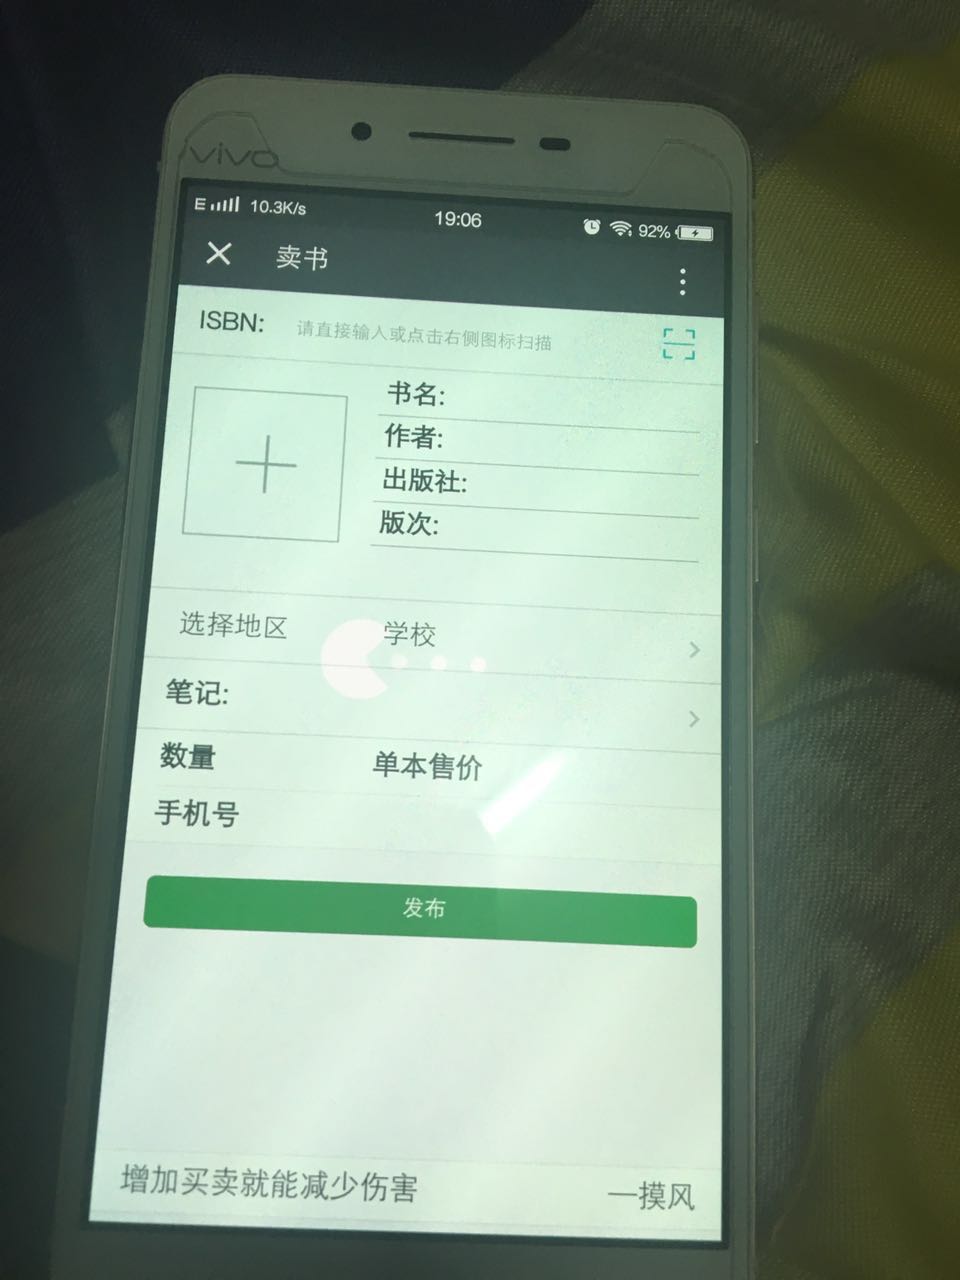 vivo
E 10.3K/s 19:06 92%
卖书
ISBN: 请直接输入或点击右侧图标扫描
书名:
作者:
出版社:
版次:
选择地区 学校
笔记:
数量 单本售价
手机号
发布
增加买卖就能减少伤害 —摸风